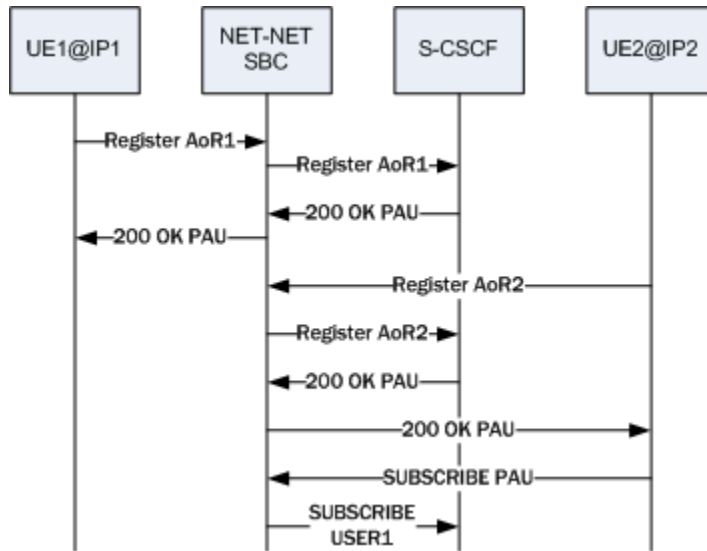 UE1@IP1
NET-NET
SBC
S-CSCF
UE2@IP2
Register AoR1
Register AoR1
200 OK PAU
200 OK PAU
Register AoR2
Register AoR2
200 OK PAU
200 OK PAU
SUBSCRIBE PAU
SUBSCRIBE
USER1